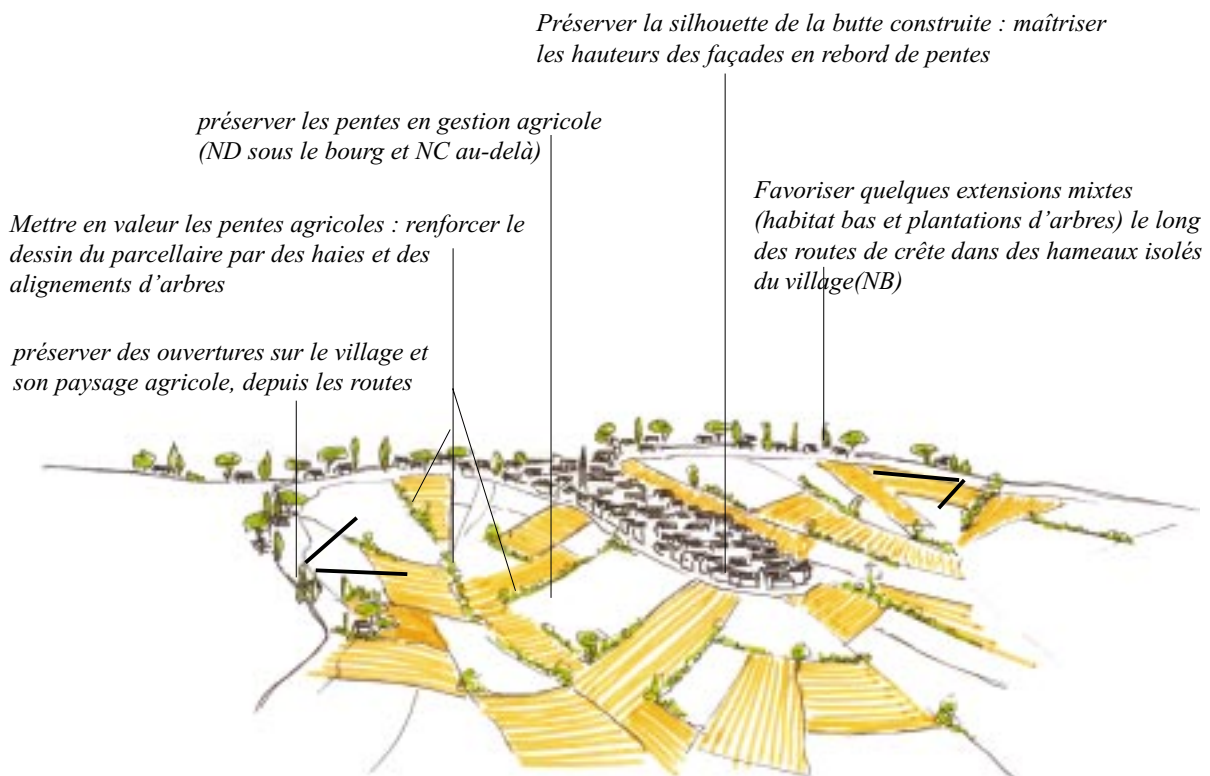 Préserver la silhouette de la butte construite : maîtriser
les hauteurs des façades en rebord de pentes
préserver les pentes en gestion agricole
(ND sous le bourg et NC au-delà)
Favoriser quelques extensions mixtes
(habitat bas et plantations d’arbres) le long
des routes de crête dans des hameaux isolés
du village(NB)
Mettre en valeur les pentes agricoles : renforcer le
dessin du parcellaire par des haies et des
alignements d’arbres
préserver des ouvertures sur le village et
son paysage agricole, depuis les routes